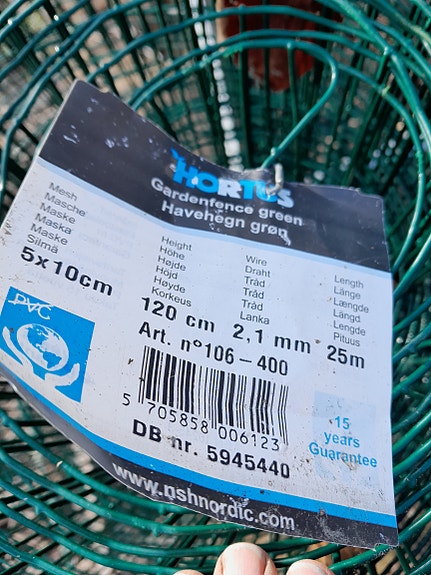 HORTUS
Gardenfence green
Havehegn grøn
Mesh
Masche
Maske
Maska
Maske
Silmä
5x10cm
Height
Höhe
Højde
Höjd
Høyde
Korkeus
120 cm
Wire
Draht
Tråd
Tråd
Tråd
Lanka
2,1 mm
Length
Länge
Længde
Längd
Lengde
Pituus
25m
PVC
Art. n°106-400
5 705858 006123
DB nr. 5945440
15
years
Guarantee
www.nshnordic.com